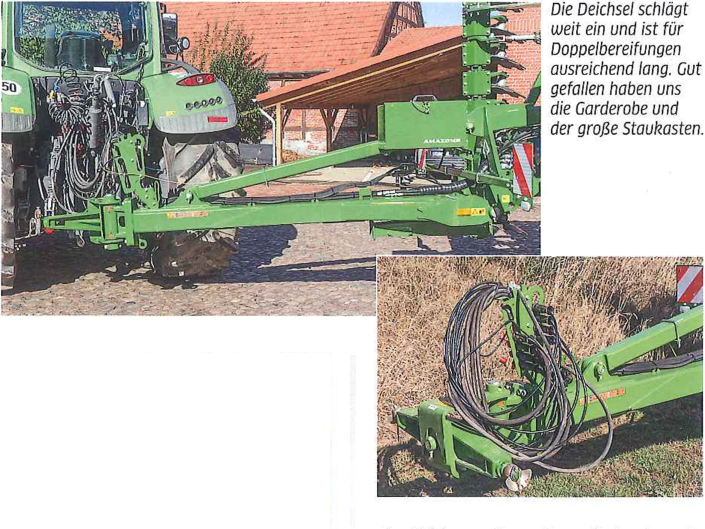 Die Deichsel schlägt
weit ein und ist für
Doppelbereifungen
ausreichend lang. Gut
gefallen haben uns
die Garderobe und
der große Staukasten.
50
AMAZONE